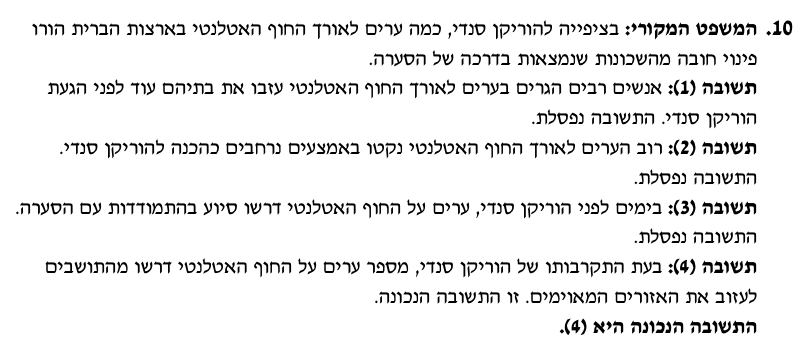 10. המשפט המקורי: בציפייה להוריקן סנדי, כמה ערים לאורך החוף האטלנטי בארצות הברית הורו
פינוי חובה מהשכונות שנמצאות בדרכה של הסערה.
תשובה (1): אנשים רבים הגרים בערים לאורך החוף האטלנטי עזבו את בתיהם עוד לפני הגעת
הוריקן סנדי. התשובה נפסלת.
תשובה (2): רוב הערים לאורך החוף האטלנטי נקטו באמצעים נרחבים כהכנה להוריקן סנדי.
התשובה נפסלת.
תשובה (3): בימים לפני הוריקן סנדי, ערים על החוף האטלנטי דרשו סיוע בהתמודדות עם הסערה.
התשובה נפסלת.
תשובה (4): בעת התקרבותו של הוריקן סנדי, מספר ערים על החוף האטלנטי דרשו מהתושבים
לעזוב את האזורים המאוימים. זו התשובה הנכונה.
התשובה הנכונה היא (4).